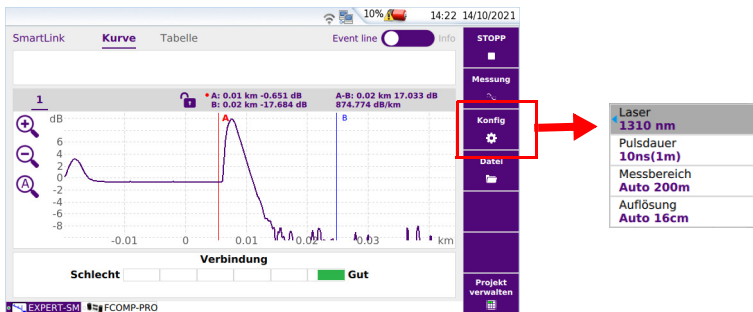 10% 14:22 14/10/2021
SmartLink Kurve Tabelle Event line Info
STOPP
Messung
1
A: 0.01 km -0.651 dB A-B: 0.02 km 17.033 dB
B: 0.02 km -17.684 dB 874.774 dB/km
Konfig
Datei
dB
A
B
6
4
2
0
-2
-4
-6
-8
-0.01 0 0.01 0.02 0.03 km
Verbindung
Schlecht Gut
Projekt
verwalten
EXPERT-SM FCOMP-PRO
Laser
1310 nm
Pulsdauer
10ns(1m)
Messbereich
Auto 200m
Auflösung
Auto 16cm